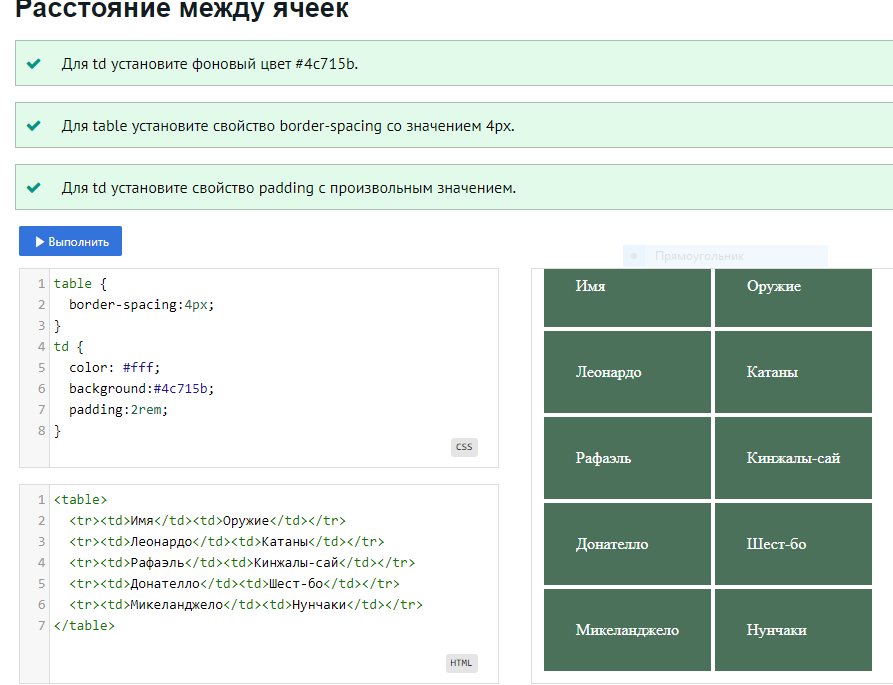 Расстояние между ячеек
Для td установите фоновый цвет #4c715b.
Для table установите свойство border-spacing со значением 4px.
Для td установите свойство padding с произвольным значением.
Выполнить
Прямоугольник
1 table {
2 border-spacing:4px;
3 }
4 td {
5 color: #fff;
6 background:#4c715b;
7 padding:2rem;
8 }
CSS
1 <table>
2 <tr><td>Имя</td><td>Оружие</td></tr>
3 <tr><td>Леонардо</td><td>Катаны</td></tr>
4 <tr><td>Рафаэль</td><td>Кинжалы-сай</td></tr>
5 <tr><td>Донателло</td><td>Шест-бо</td></tr>
6 <tr><td>Микеланджело</td><td>Нунчаки</td></tr>
7 </table>
HTML
Имя Оружие
Леонардо Катаны
Рафаэль Кинжалы-сай
Донателло Шест-бо
Микеланджело Нунчаки